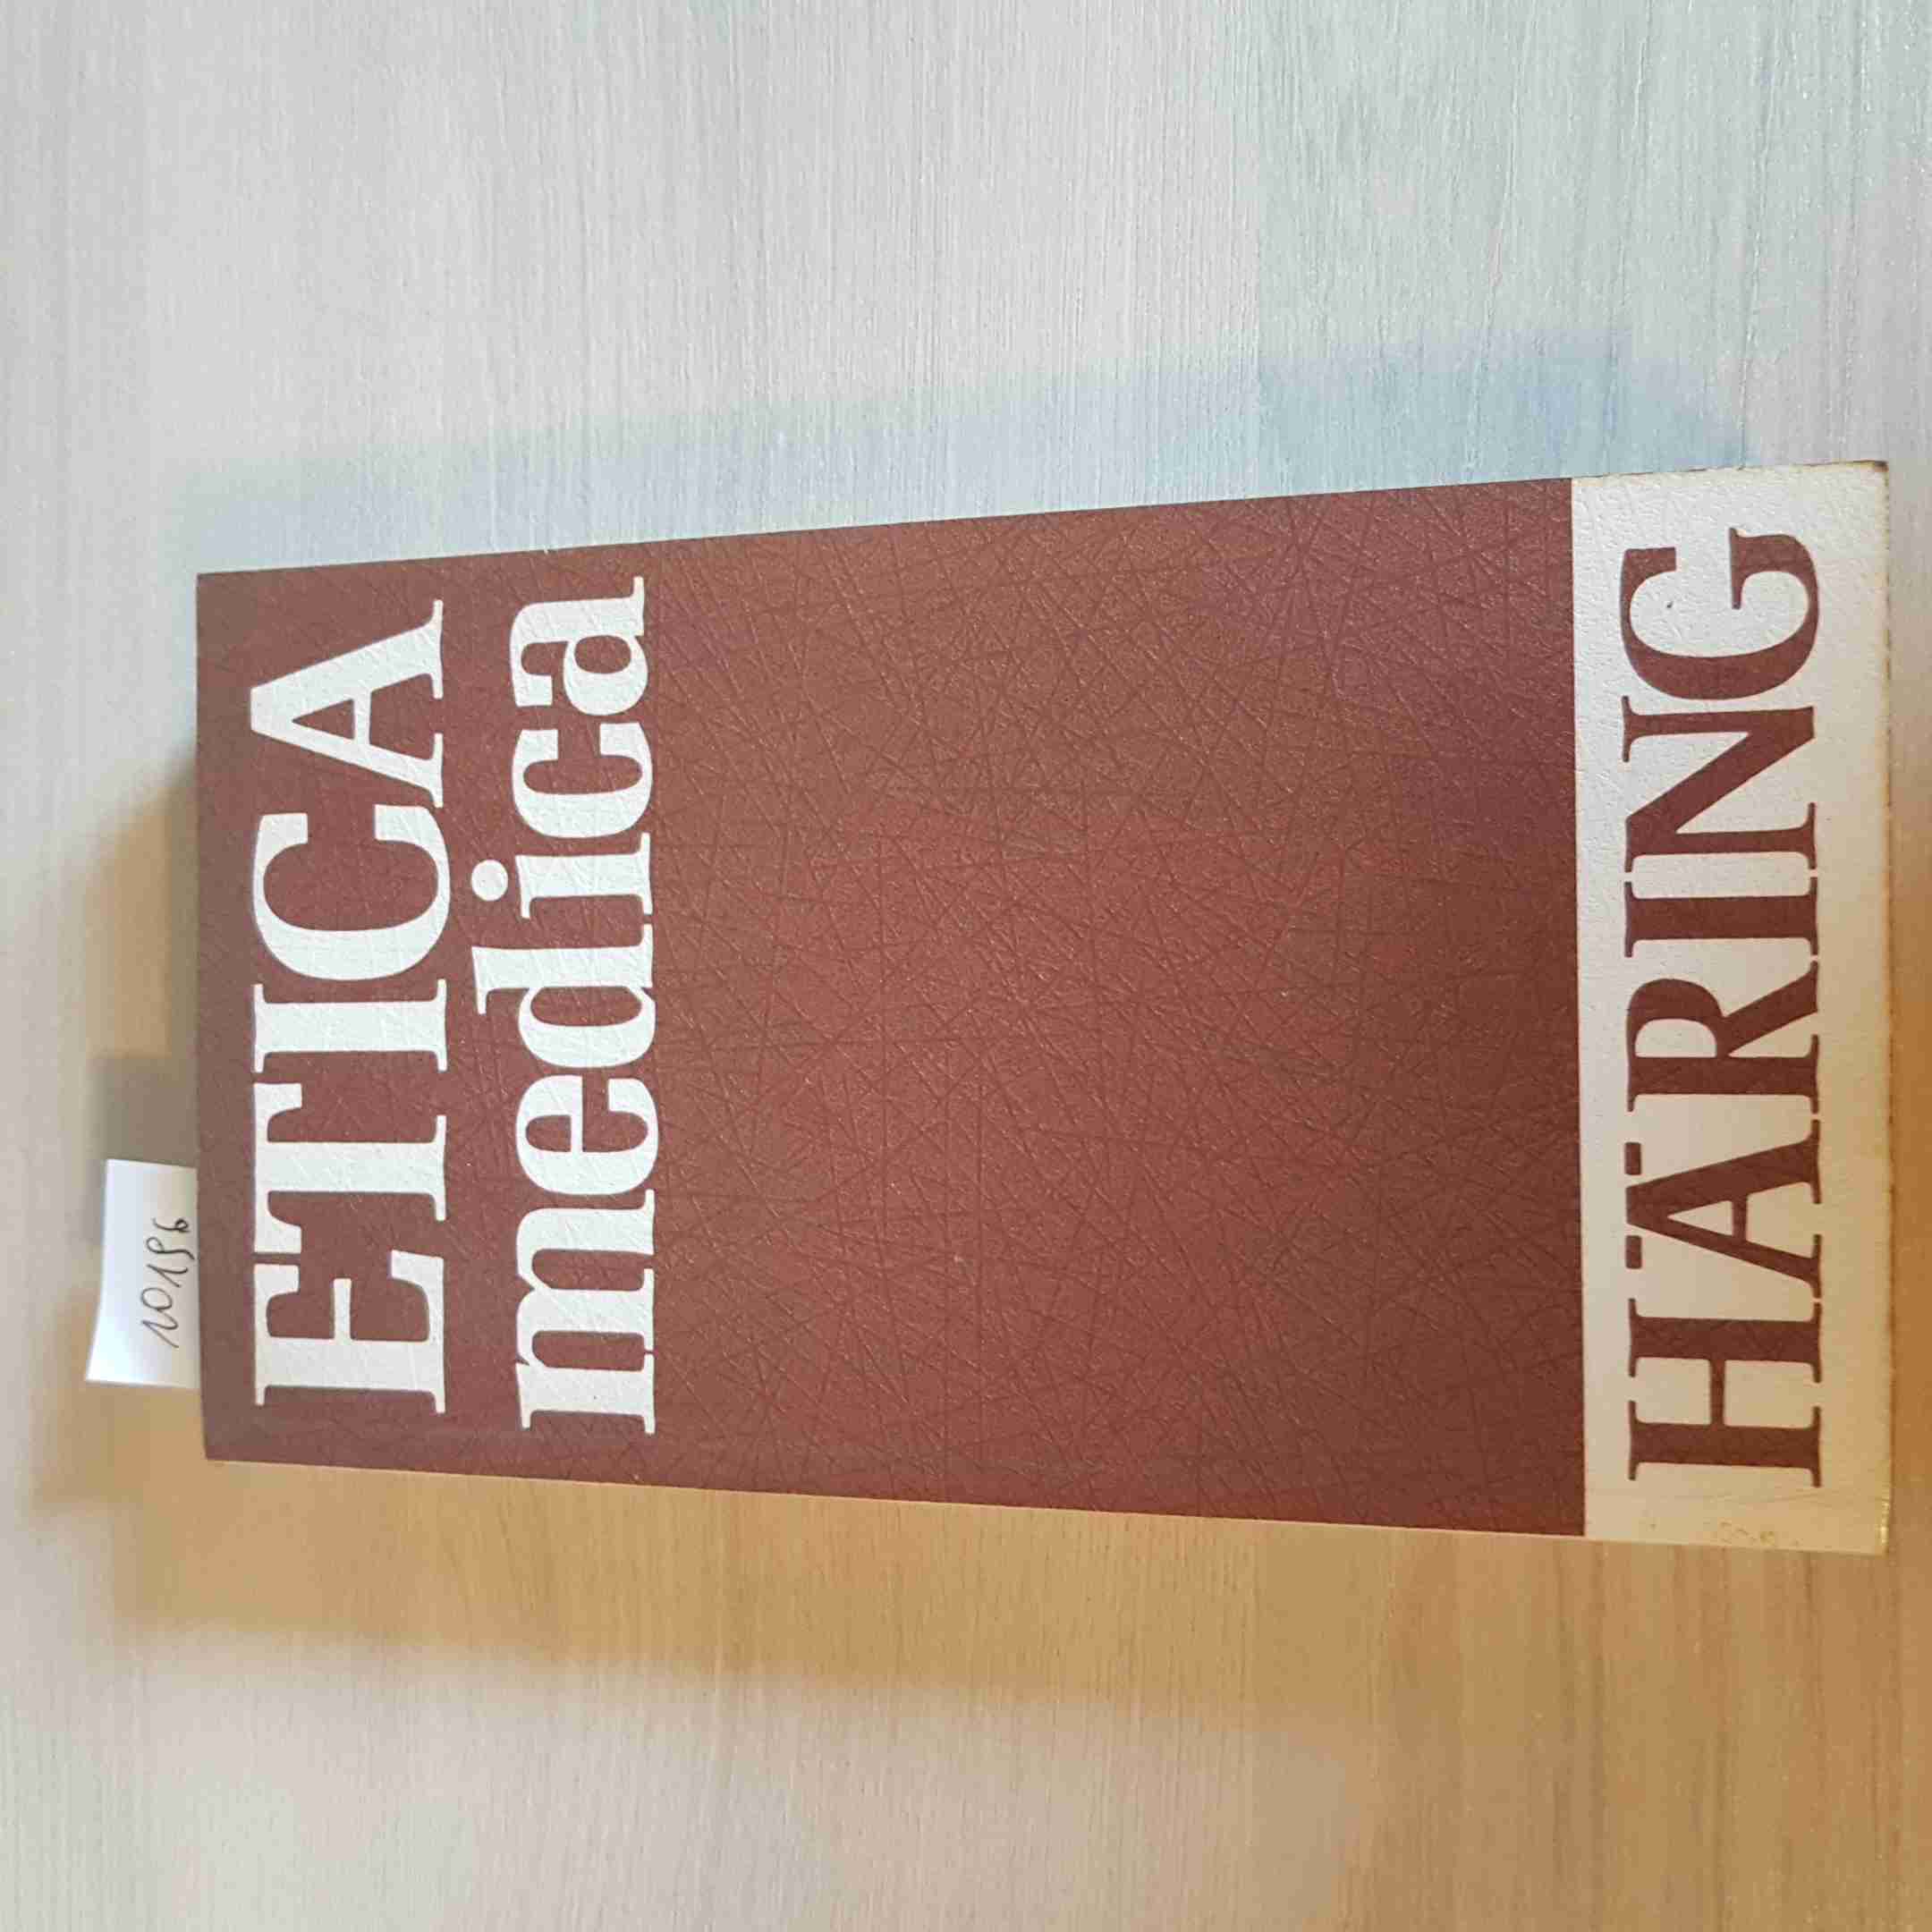 10196
ETICA
medica
HÄRING